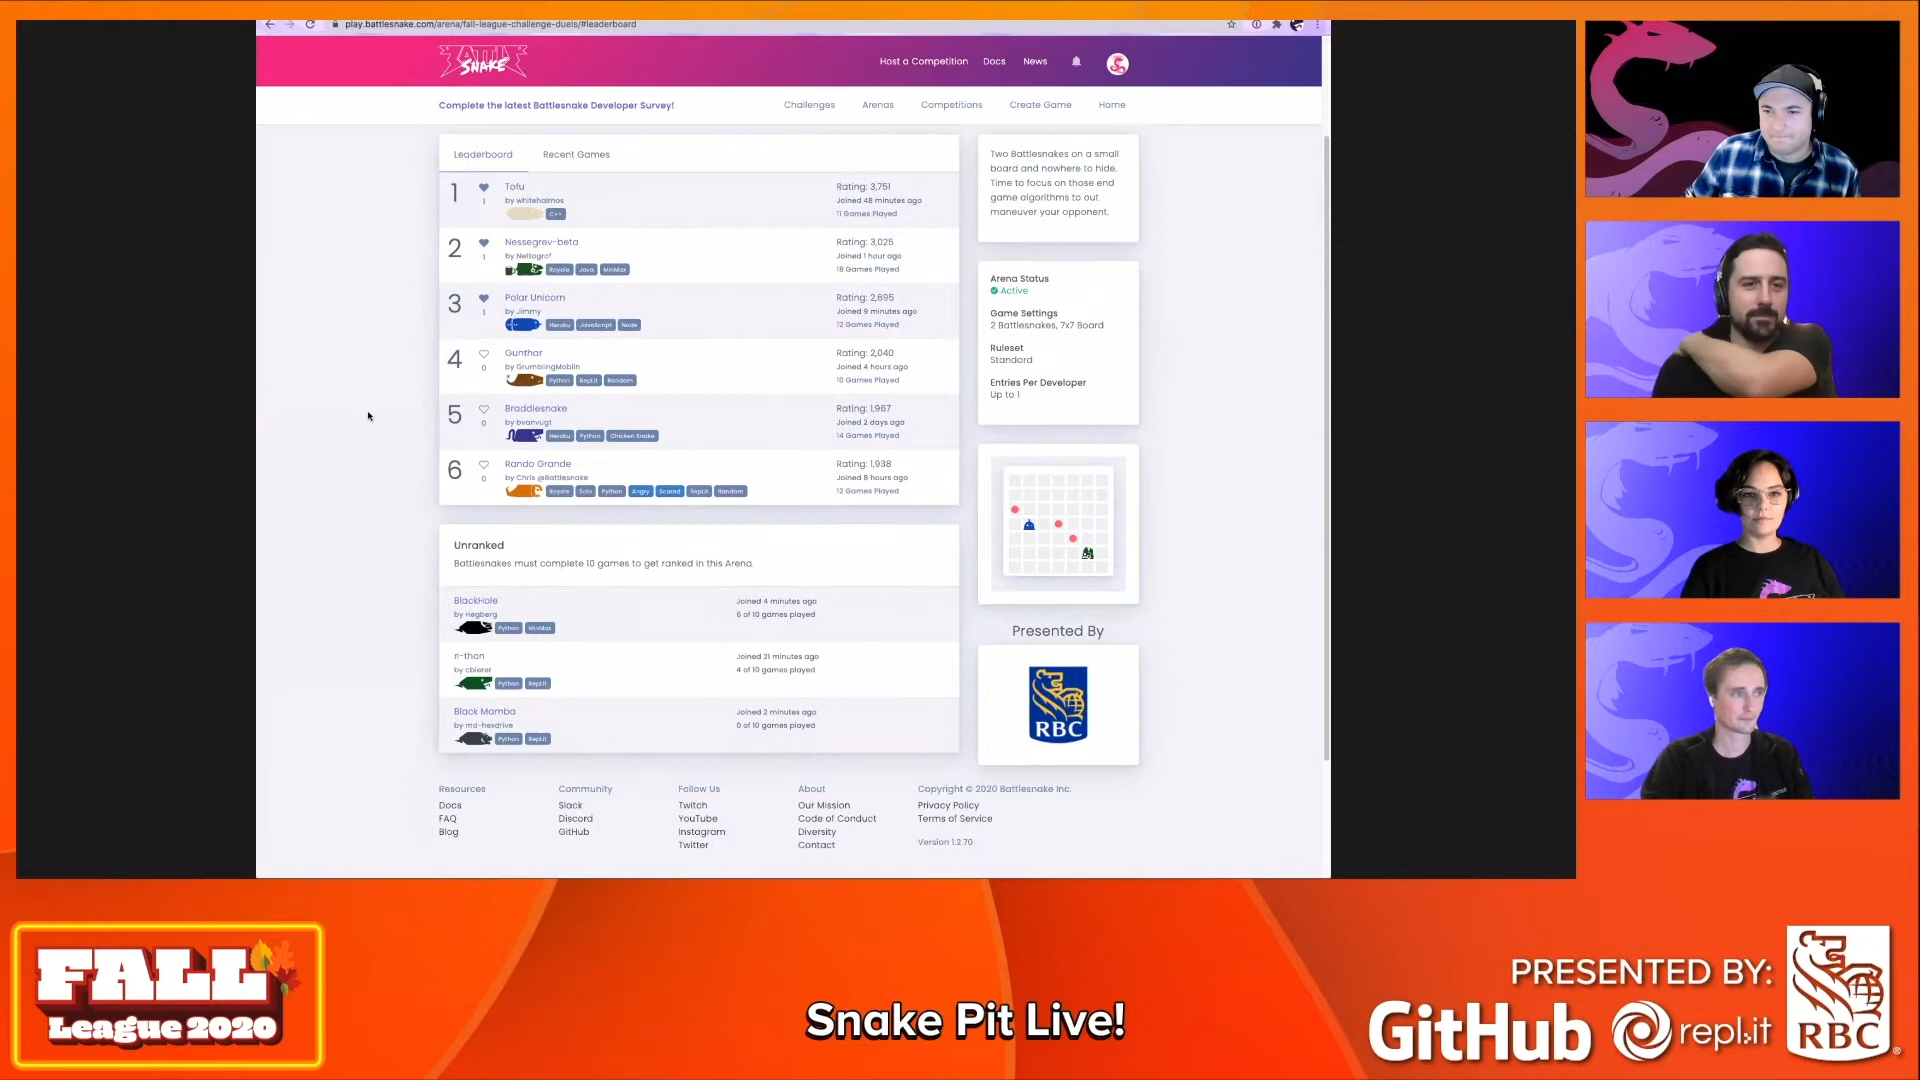 play.battlesnake.com/arena/fall-league-challenge-duels/#leaderboard
BATTLE SNAKE
Host a Competition
Docs
News
Complete the latest Battlesnake Developer Survey!
Challenges
Arenas
Competitions
Create Game
Home
Leaderboard
Recent Games
1
1
Tofu
by whitehalmos
C++
Rating: 3,751
Joined 48 minutes ago
11 Games Played
2
1
Nessegrev-beta
by Nettogrof
Royale Java MinMax
Rating: 3,025
Joined 1 hour ago
18 Games Played
3
1
Polar Unicorn
by Jimmy
Heroku JavaScript Node
Rating: 2,695
Joined 9 minutes ago
12 Games Played
4
0
Gunthar
by GrumblingMoblin
Python Repl.it Random
Rating: 2,040
Joined 4 hours ago
10 Games Played
5
0
Braddlesnake
by bvanvugt
Heroku Python Chicken Snake
Rating: 1,967
Joined 2 days ago
14 Games Played
6
0
Rando Grande
by Chris @Battlesnake
Royale Solo Python Angry Scared Repl.it Random
Rating: 1,938
Joined 8 hours ago
12 Games Played
Unranked
Battlesnakes must complete 10 games to get ranked in this Arena.
BlackHole
by Hegberg
Python MinMax
Joined 4 minutes ago
6 of 10 games played
π-thon
by cbierer
Python Repl.it
Joined 21 minutes ago
4 of 10 games played
Black Mamba
by md-hexdrive
Python Repl.it
Joined 2 minutes ago
0 of 10 games played
Two Battlesnakes on a small
board and nowhere to hide.
Time to focus on those end
game algorithms to out
maneuver your opponent.
Arena Status
Active
Game Settings
2 Battlesnakes, 7x7 Board
Ruleset
Standard
Entries Per Developer
Up to 1
Presented By
RBC
Resources
Docs
FAQ
Blog
Community
Slack
Discord
GitHub
Follow Us
Twitch
YouTube
Instagram
Twitter
About
Our Mission
Code of Conduct
Diversity
Contact
Copyright © 2020 Battlesnake Inc.
Privacy Policy
Terms of Service
Version 1.2.70
FALL
League 2020
Snake Pit Live!
PRESENTED BY:
GitHub
repl.it
RBC